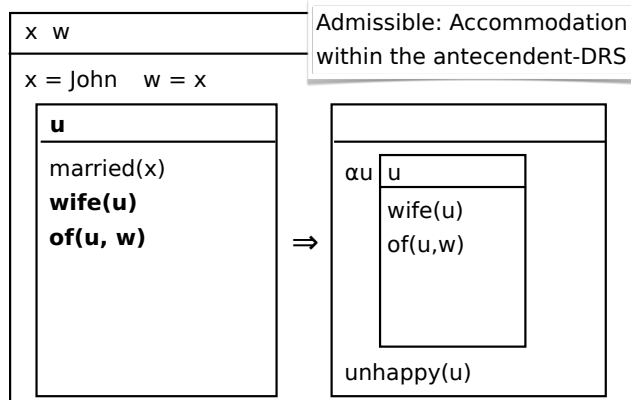 x w
Admissible: Accommodation
within the antecendent-DRS
x = John w = x
u
married(x)
wife(u)
of(u, w)
⇒
αu u
wife(u)
of(u,w)
unhappy(u)